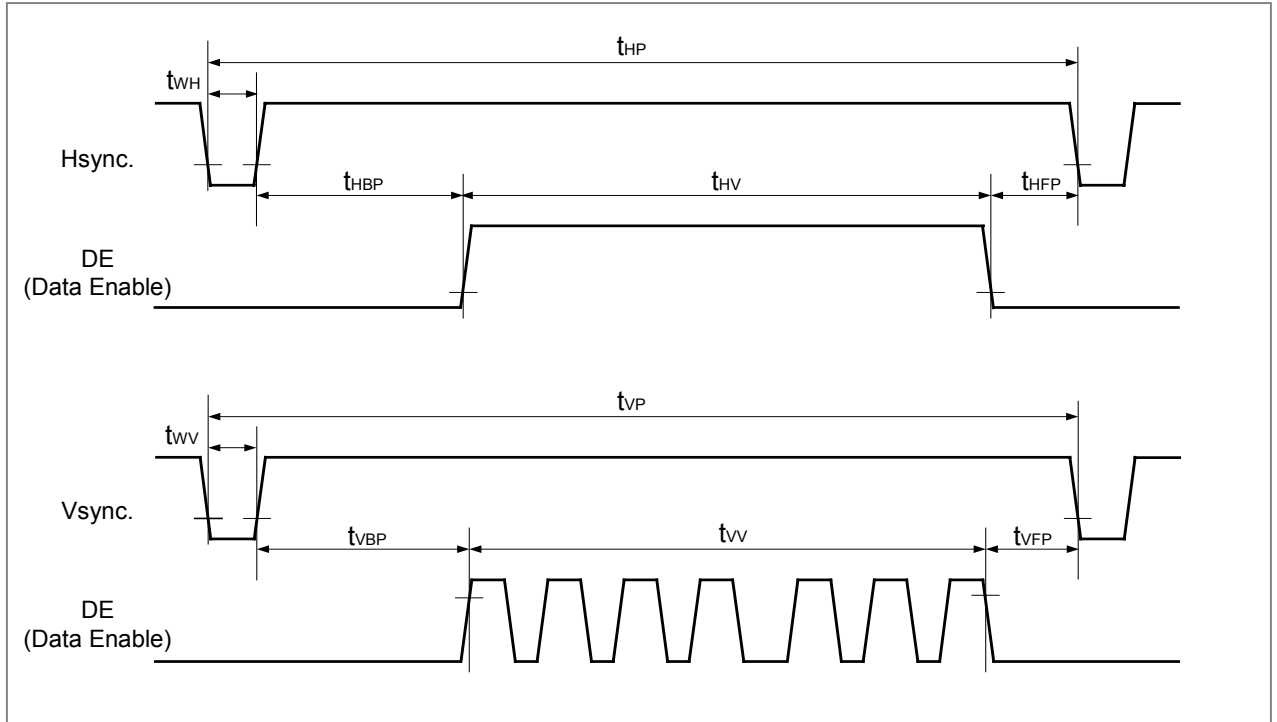 tHP
tWH
Hsync.
tHBP
tHV
tHFP
DE
(Data Enable)
tVP
tWV
Vsync.
tVBP
tVV
tVFP
DE
(Data Enable)